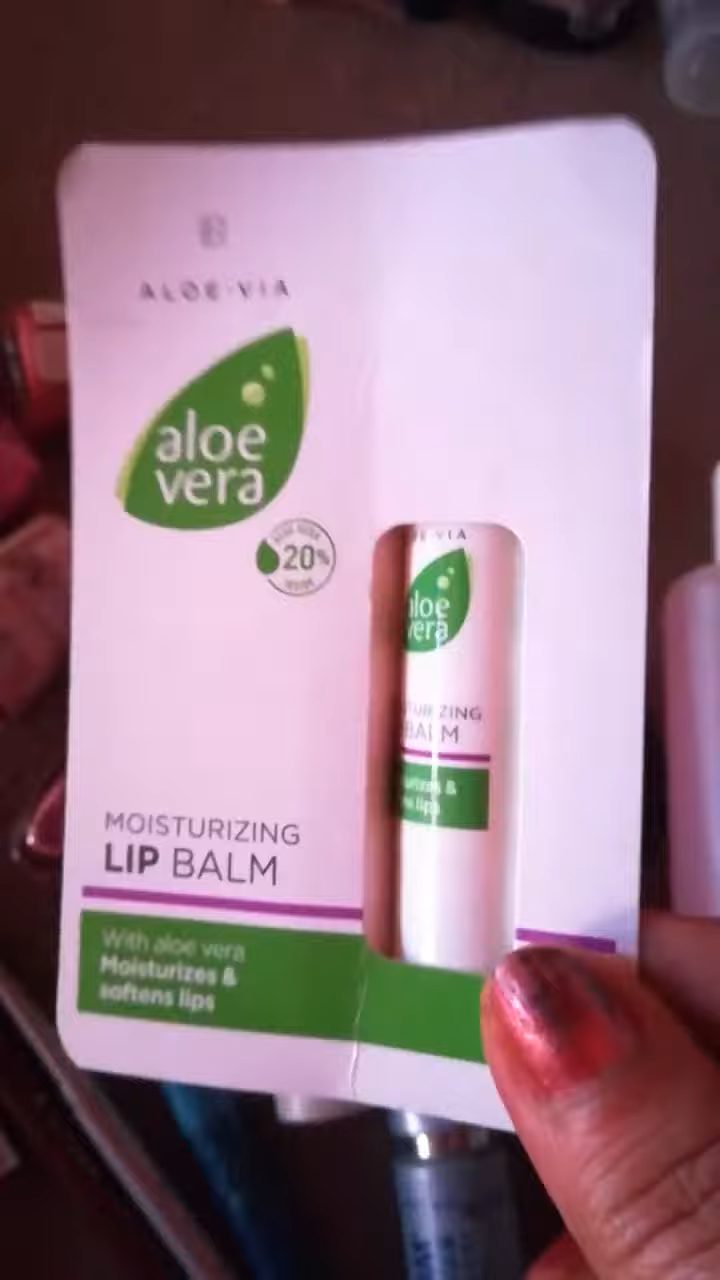 ALOE·VIA
aloe
vera
20%
MOISTURIZING
LIP BALM
With aloe vera
Moisturizes &
softens lips
aloe
vera
BALM